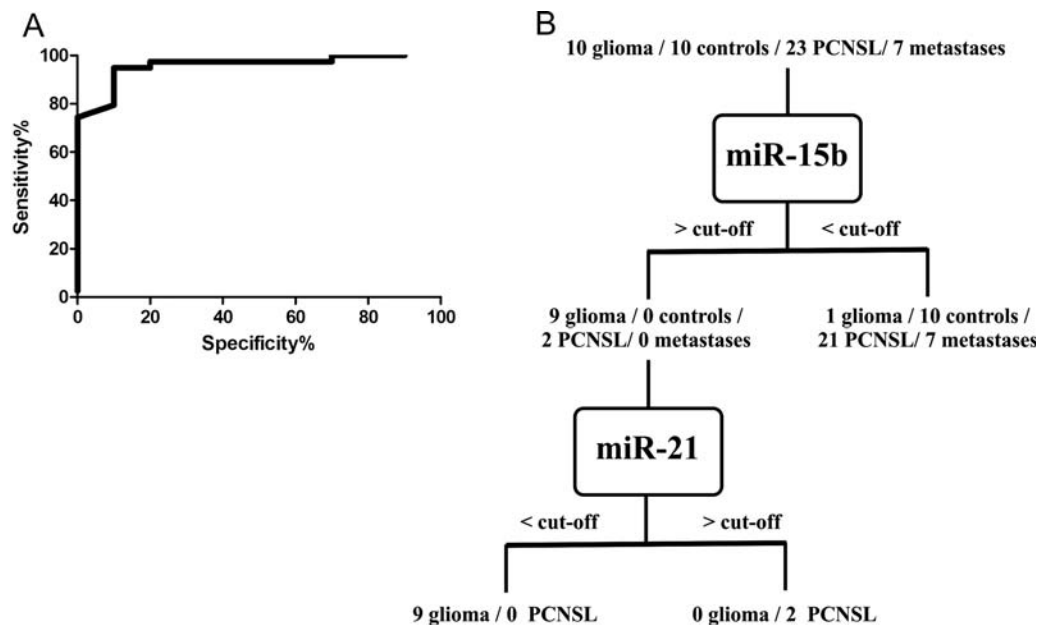 A
100
80
60
40
20
0
Sensitivity%
0 20 40 60 80 100
Specificity%
B
10 glioma / 10 controls / 23 PCNSL/ 7 metastases
miR-15b
> cut-off < cut-off
9 glioma / 0 controls /
2 PCNSL/ 0 metastases
1 glioma / 10 controls /
21 PCNSL/ 7 metastases
miR-21
< cut-off > cut-off
9 glioma / 0 PCNSL
0 glioma / 2 PCNSL